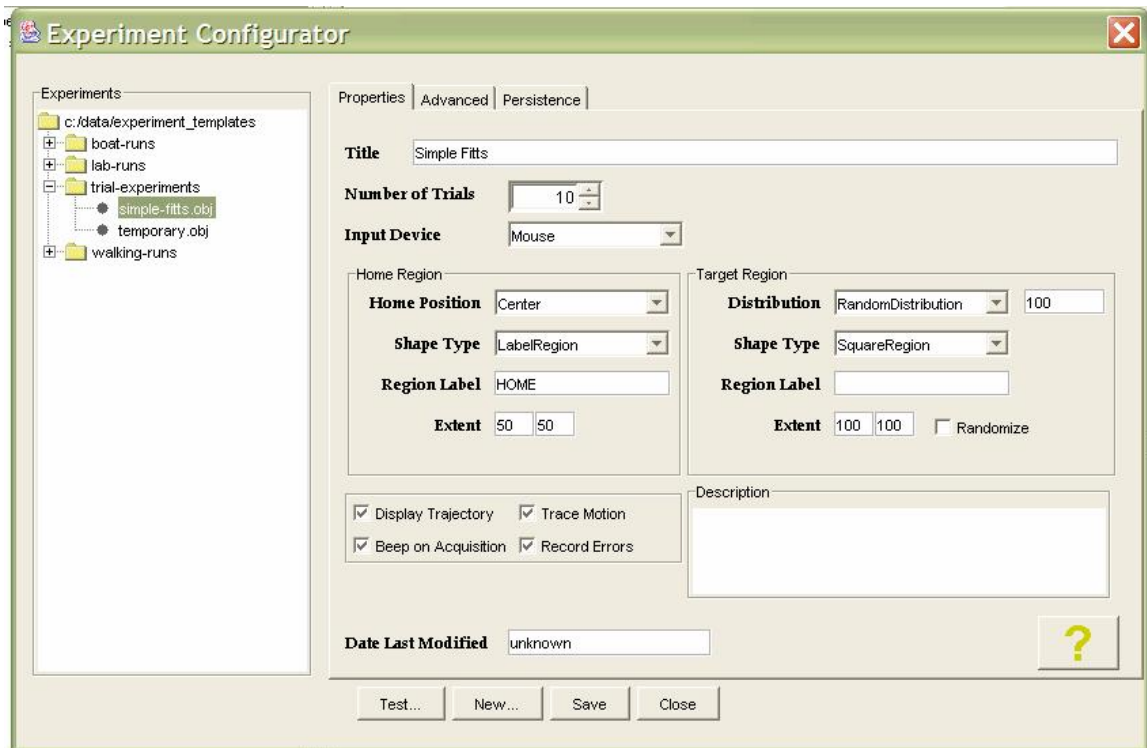 Experiment Configurator
Experiments
c:/data/experiment_templates
boat-runs
lab-runs
trial-experiments
simple-fitts.obj
temporary.obj
walking-runs
Properties Advanced Persistence
Title Simple Fitts
Number of Trials 10
Input Device Mouse
Home Region
Home Position Center
Shape Type LabelRegion
Region Label HOME
Extent 50 50
Target Region
Distribution RandomDistribution 100
Shape Type SquareRegion
Region Label
Extent 100 100 Randomize
Display Trajectory Trace Motion
Beep on Acquisition Record Errors
Description
Date Last Modified unknown
?
Test... New... Save Close